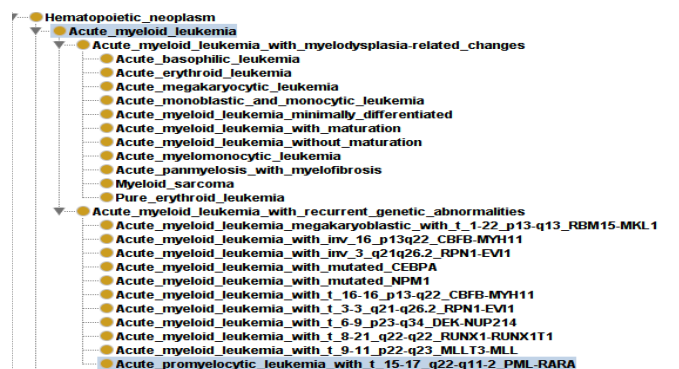 Hematopoietic_neoplasm
Acute_myeloid_leukemia
Acute_myeloid_leukemia_with_myelodysplasia-related_changes
Acute_basophilic_leukemia
Acute_erythroid_leukemia
Acute_megakaryocytic_leukemia
Acute_monoblastic_and_monocytic_leukemia
Acute_myeloid_leukemia_minimally_differentiated
Acute_myeloid_leukemia_with_maturation
Acute_myeloid_leukemia_without_maturation
Acute_myelomonocytic_leukemia
Acute_panmyelosis_with_myelofibrosis
Myeloid_sarcoma
Pure_erythroid_leukemia
Acute_myeloid_leukemia_with_recurrent_genetic_abnormalities
Acute_myeloid_leukemia_megakaryoblastic_with_t_1-22_p13-q13_RBM15-MKL1
Acute_myeloid_leukemia_with_inv_16_p13q22_CBFB-MYH11
Acute_myeloid_leukemia_with_inv_3_q21q26.2_RPN1-EVI1
Acute_myeloid_leukemia_with_mutated_CEBPA
Acute_myeloid_leukemia_with_mutated_NPM1
Acute_myeloid_leukemia_with_t_16-16_p13-q22_CBFB-MYH11
Acute_myeloid_leukemia_with_t_3-3_q21-q26.2_RPN1-EVI1
Acute_myeloid_leukemia_with_t_6-9_p23-q34_DEK-NUP214
Acute_myeloid_leukemia_with_t_8-21_q22-q22_RUNX1-RUNX1T1
Acute_myeloid_leukemia_with_t_9-11_p22-q23_MLLT3-MLL
Acute_promyelocytic_leukemia_with_t_15-17_q22-q11-2_PML-RARA